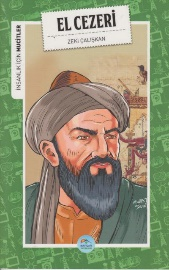 EL CEZERİ
ZEKİ ÇALIŞKAN
İNSANLIK İÇİN MUCİTLER